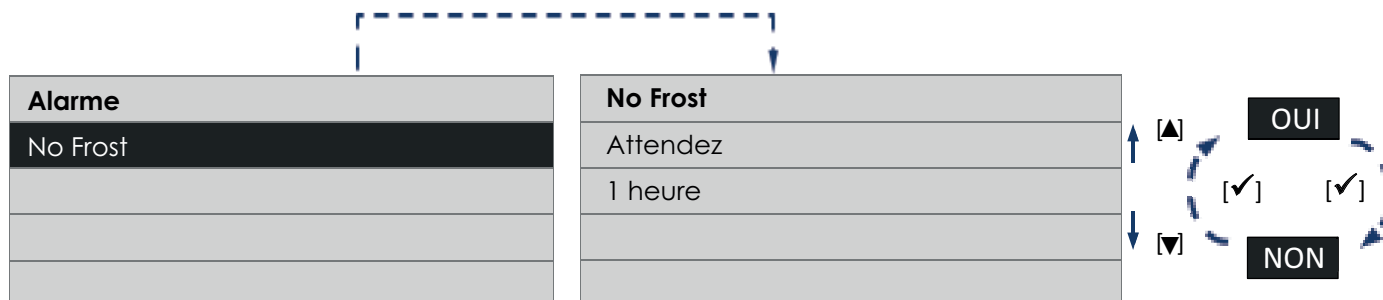 Alarme
No Frost
No Frost
Attendez
1 heure
[▲]
OUI
[✓] [✓]
[▼]
NON